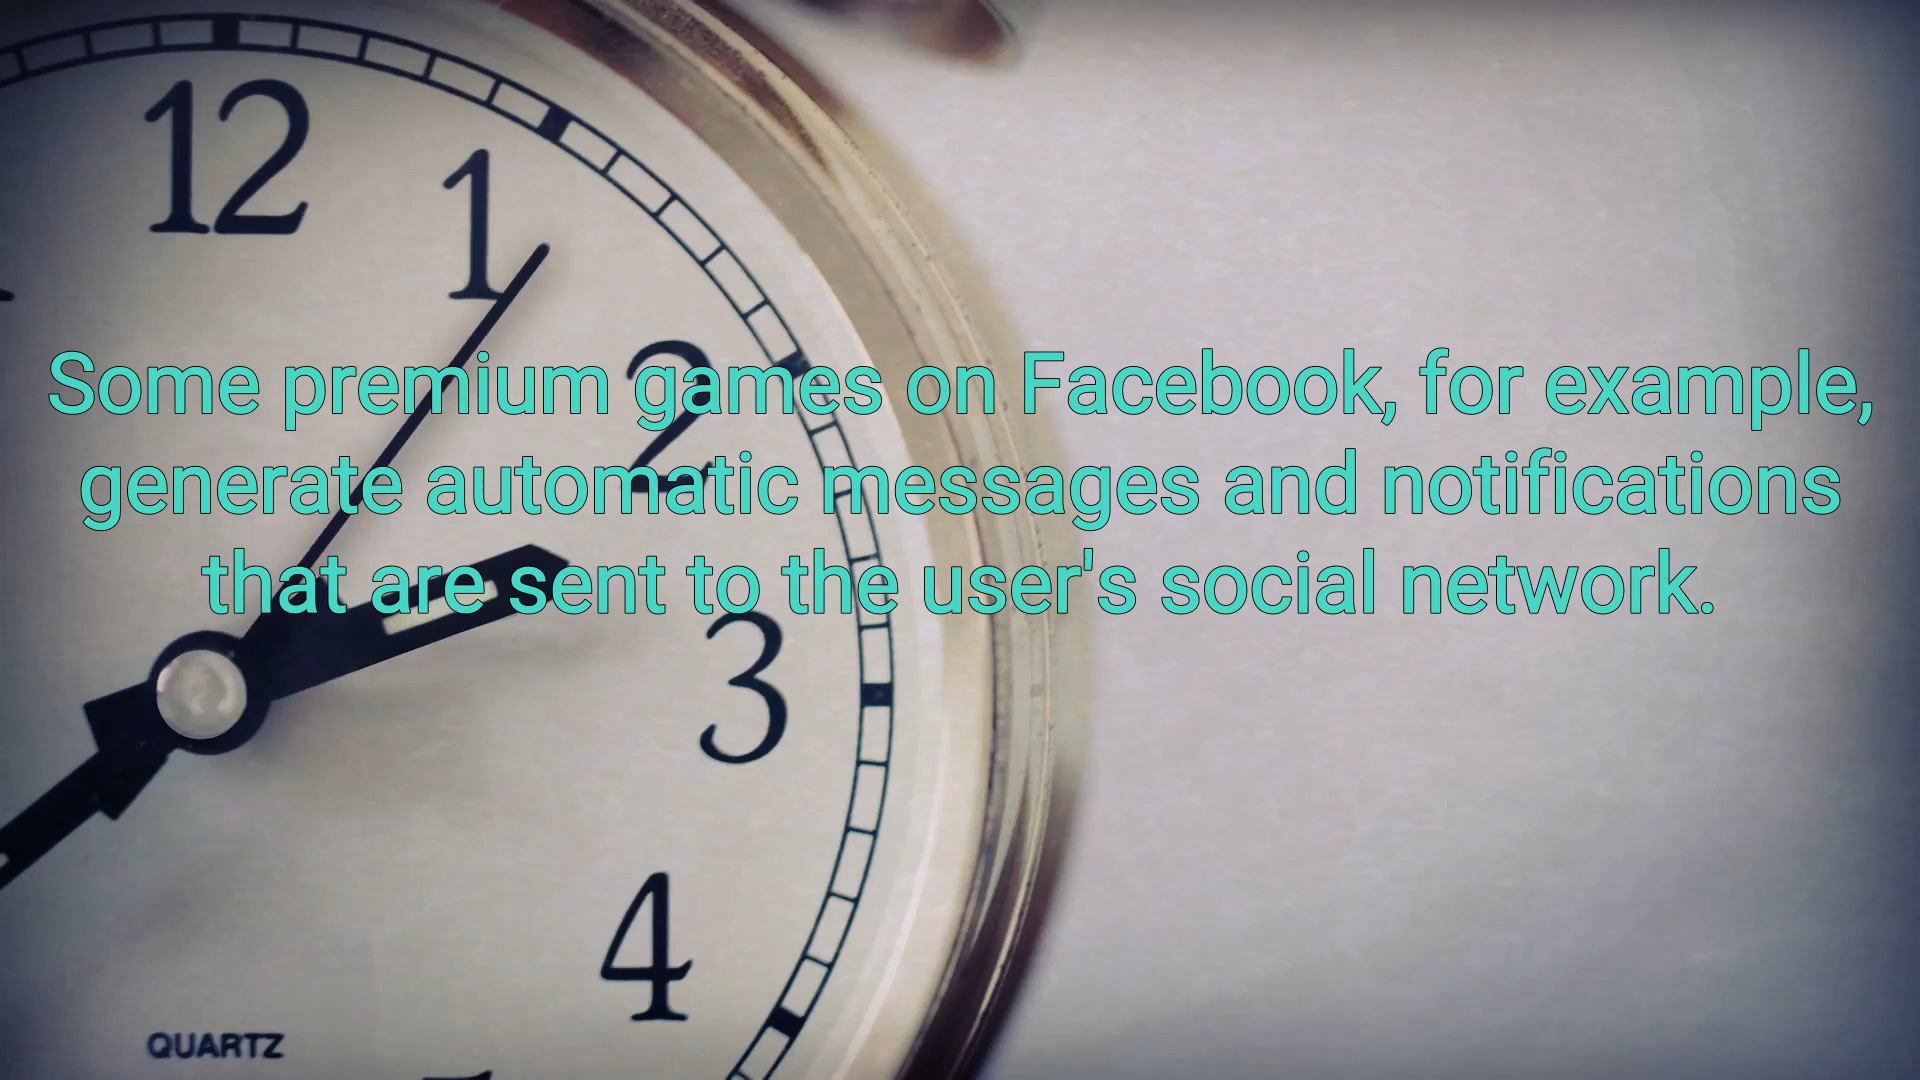 12
1
2
Some premium games on Facebook, for example,
generate automatic messages and notifications
that are sent to the user's social network.
3
4
QUARTZ